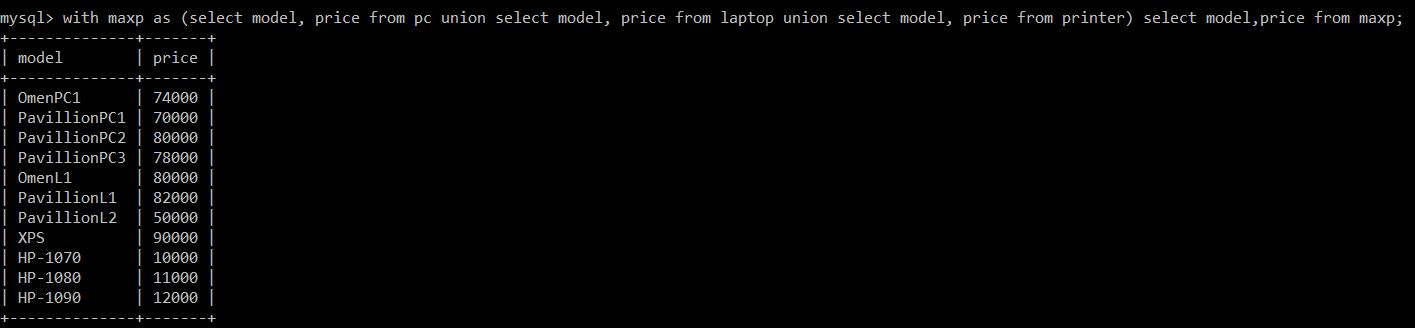 mysql> with maxp as (select model, price from pc union select model, price from laptop union select model, price from printer) select model,price from maxp;
+--------------+-------+
| model        | price |
+--------------+-------+
| OmenPC1      | 74000 |
| PavillionPC1 | 70000 |
| PavillionPC2 | 80000 |
| PavillionPC3 | 78000 |
| OmenL1       | 80000 |
| PavillionL1  | 82000 |
| PavillionL2  | 50000 |
| XPS          | 90000 |
| HP-1070      | 10000 |
| HP-1080      | 11000 |
| HP-1090      | 12000 |
+--------------+-------+